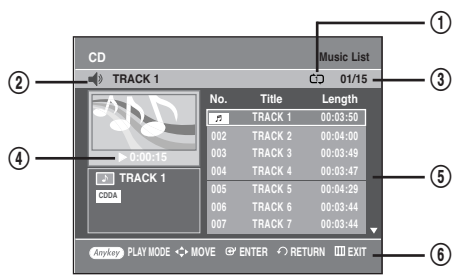 ①
CD Music List
② TRACK 1 01/15 ③
No. Title Length
TRACK 1 00:03:50
002 TRACK 2 00:04:00
003 TRACK 3 00:03:49
004 TRACK 4 00:03:47
④ 0:00:15
TRACK 1
CDDA
⑤
005 TRACK 5 00:04:29
006 TRACK 6 00:03:44
007 TRACK 7 00:03:44
Anykey PLAY MODE MOVE ENTER RETURN EXIT ⑥